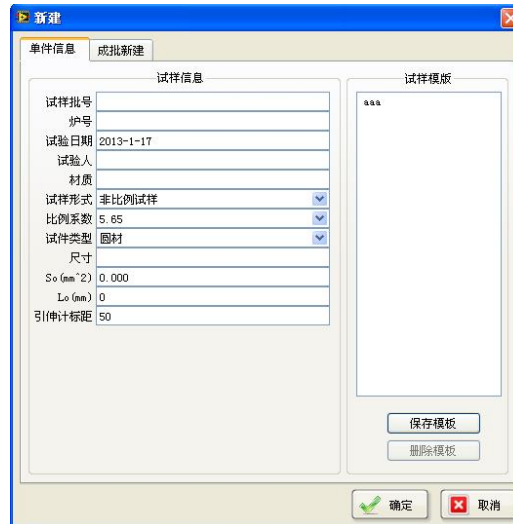 新建
单件信息 成批新建
试样信息
试样批号
炉号
试验日期 2013-1-17
试验人
材质
试样形式 非比例试样
比例系数 5.65
试件类型 圆材
尺寸
So(mm^2) 0.000
Lo(mm) 0
引伸计标距 50
试样模版
aaa
保存模板
删除模板
确定 取消